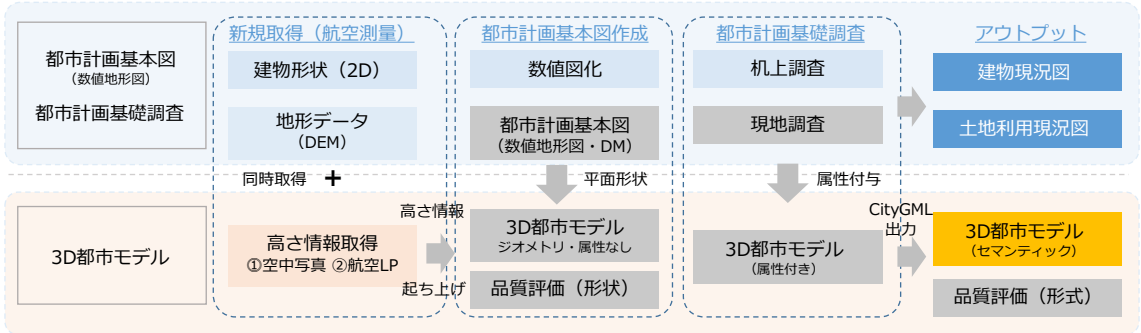 都市計画基本図
(数値地形図)
都市計画基礎調査
新規取得（航空測量）
建物形状（2D）
地形データ
(DEM)
都市計画基本図作成
数値図化
都市計画基本図
(数値地形図・DM)
都市計画基礎調査
机上調査
現地調査
アウトプット
建物現況図
土地利用現況図
同時取得 +
平面形状
属性付与
3D都市モデル
高さ情報取得
①空中写真 ②航空LP
高さ情報
起ち上げ
3D都市モデル
ジオメトリ・属性なし
品質評価（形状）
3D都市モデル
(属性付き)
CityGML
出力
3D都市モデル
(セマンティック)
品質評価（形式）